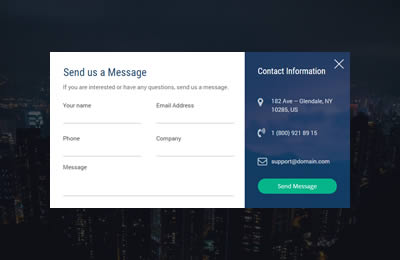 Send us a Message
If you are interested or have any questions, send us a message.
Your name
Email Address
Phone
Company
Message
Contact Information
182 Ave – Glendale, NY
10285, US
1 (800) 921 89 15
support@domain.com
Send Message